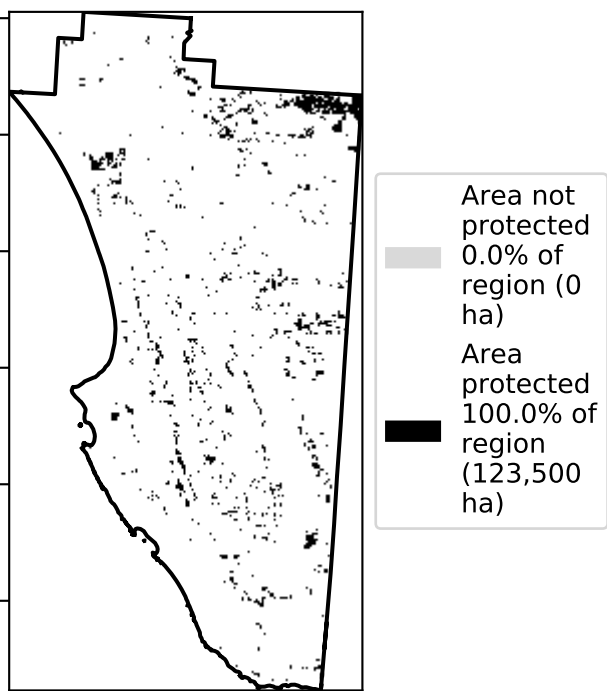 Area not
protected
0.0% of
region (0
ha)
Area
protected
100.0% of
region
(123,500
ha)